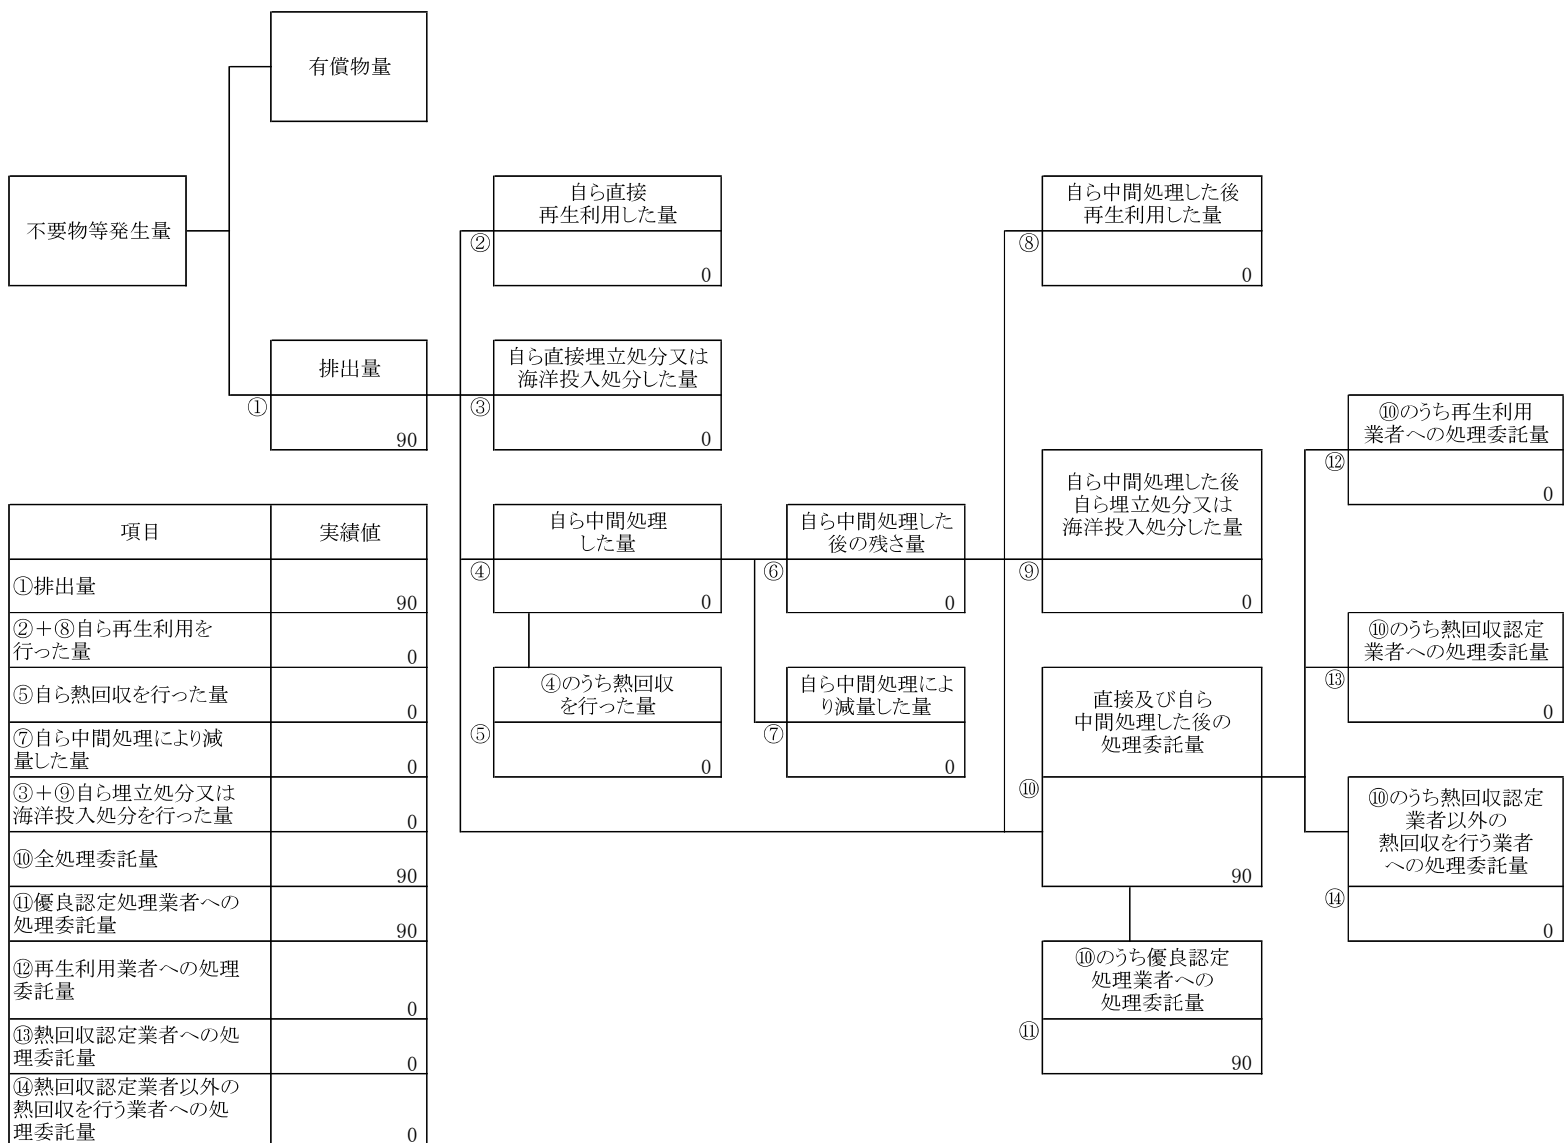 有償物量
不要物等発生量
自ら直接
再生利用した量
②
0
自ら中間処理した後
再生利用した量
⑧
0
排出量
①
90
自ら直接埋立処分又は
海洋投入処分した量
③
0
⑩のうち再生利用
業者への処理委託量
⑫
0
自ら中間処理
した量
④
0
自ら中間処理した
後の残さ量
⑥
0
自ら中間処理した後
自ら埋立処分又は
海洋投入処分した量
⑨
0
⑩のうち熱回収認定
業者への処理委託量
⑬
0
④のうち熱回収
を行った量
⑤
0
自ら中間処理によ
り減量した量
⑦
0
直接及び自ら
中間処理した後の
処理委託量
⑩
90
⑩のうち熱回収認定
業者以外の
熱回収を行う業者
への処理委託量
⑭
0
⑩のうち優良認定
処理業者への
処理委託量
⑪
90
項目 実績値
①排出量
90
②+⑧自ら再生利用を
行った量
0
⑤自ら熱回収を行った量
0
⑦自ら中間処理により減
量した量
0
③+⑨自ら埋立処分又は
海洋投入処分を行った量
0
⑩全処理委託量
90
⑪優良認定処理業者への
処理委託量
90
⑫再生利用業者への処理
委託量
0
⑬熱回収認定業者への処
理委託量
0
⑭熱回収認定業者以外の
熱回収を行う業者への処
理委託量
0